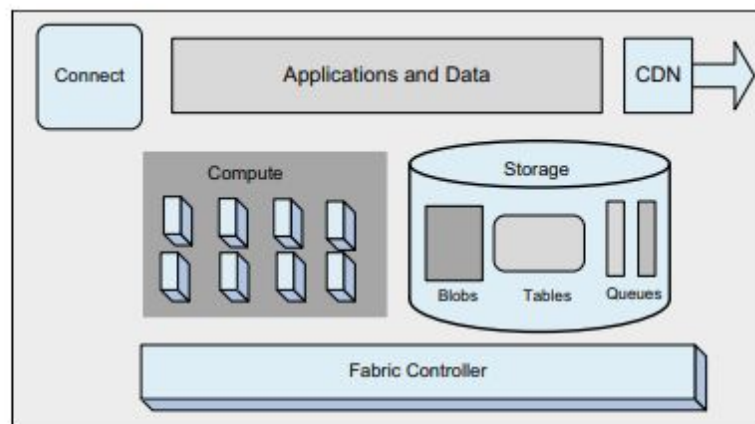 Connect
Applications and Data
CDN
Compute
Storage
Blobs
Tables
Queues
Fabric Controller